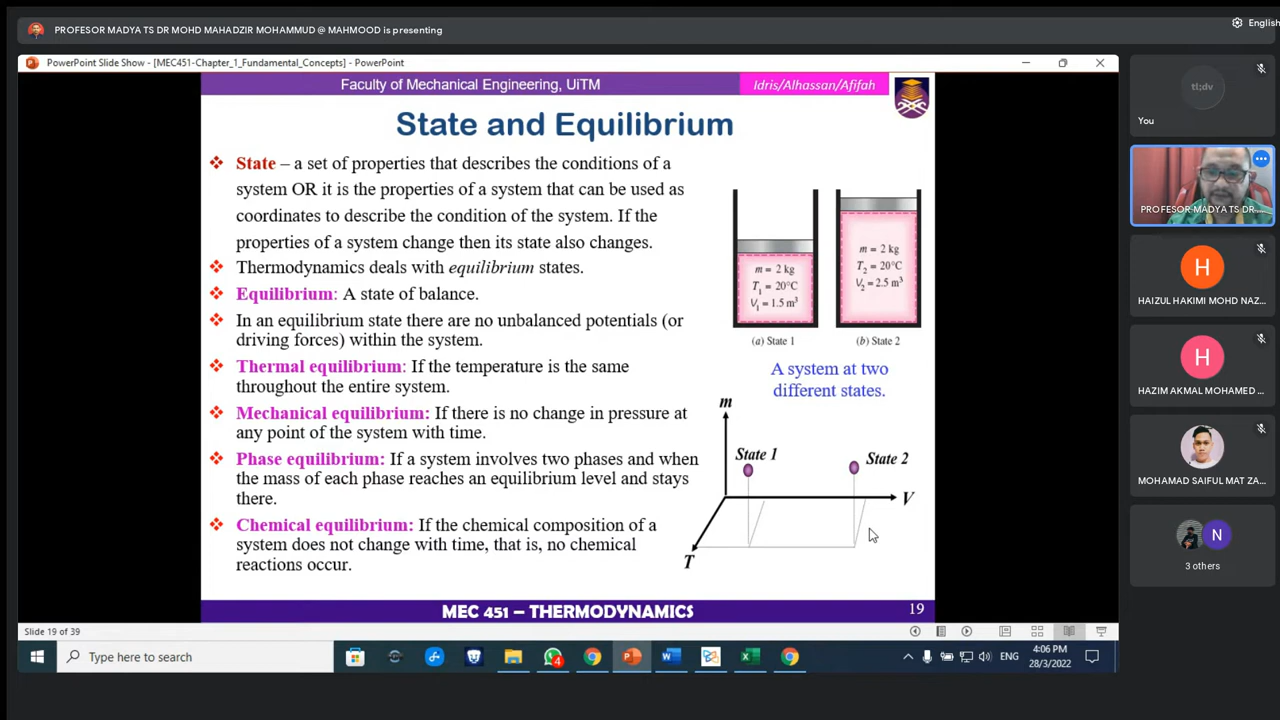 PROFESOR MADYA TS DR MOHD MAHADZIR MOHAMMUD @ MAHMOOD is presenting
English
PowerPoint Slide Show - [MEC451-Chapter_1_Fundamental_Concepts] - PowerPoint
Faculty of Mechanical Engineering, UiTM
Idris/Alhassan/Afifah
State and Equilibrium
❖ State – a set of properties that describes the conditions of a
system OR it is the properties of a system that can be used as
coordinates to describe the condition of the system. If the
properties of a system change then its state also changes.
❖ Thermodynamics deals with equilibrium states.
❖ Equilibrium: A state of balance.
❖ In an equilibrium state there are no unbalanced potentials (or
driving forces) within the system.
❖ Thermal equilibrium: If the temperature is the same
throughout the entire system.
❖ Mechanical equilibrium: If there is no change in pressure at
any point of the system with time.
❖ Phase equilibrium: If a system involves two phases and when
the mass of each phase reaches an equilibrium level and stays
there.
❖ Chemical equilibrium: If the chemical composition of a
system does not change with time, that is, no chemical
reactions occur.
m = 2 kg
T₁ = 20°C
V₁ = 1.5 m³
(a) State 1
m = 2 kg
T₂ = 20°C
V₂ = 2.5 m³
(b) State 2
A system at two
different states.
m
State 1
State 2
V
T
MEC 451 – THERMODYNAMICS
19
Slide 19 of 39
Type here to search
4
ENG
4:06 PM
28/3/2022
tl;dv
You
PROFESOR MADYA TS DR...
H
HAIZUL HAKIMI MOHD NAZ...
H
HAZIM AKMAL MOHAMED ...
MOHAMAD SAIFUL MAT ZA...
N
3 others